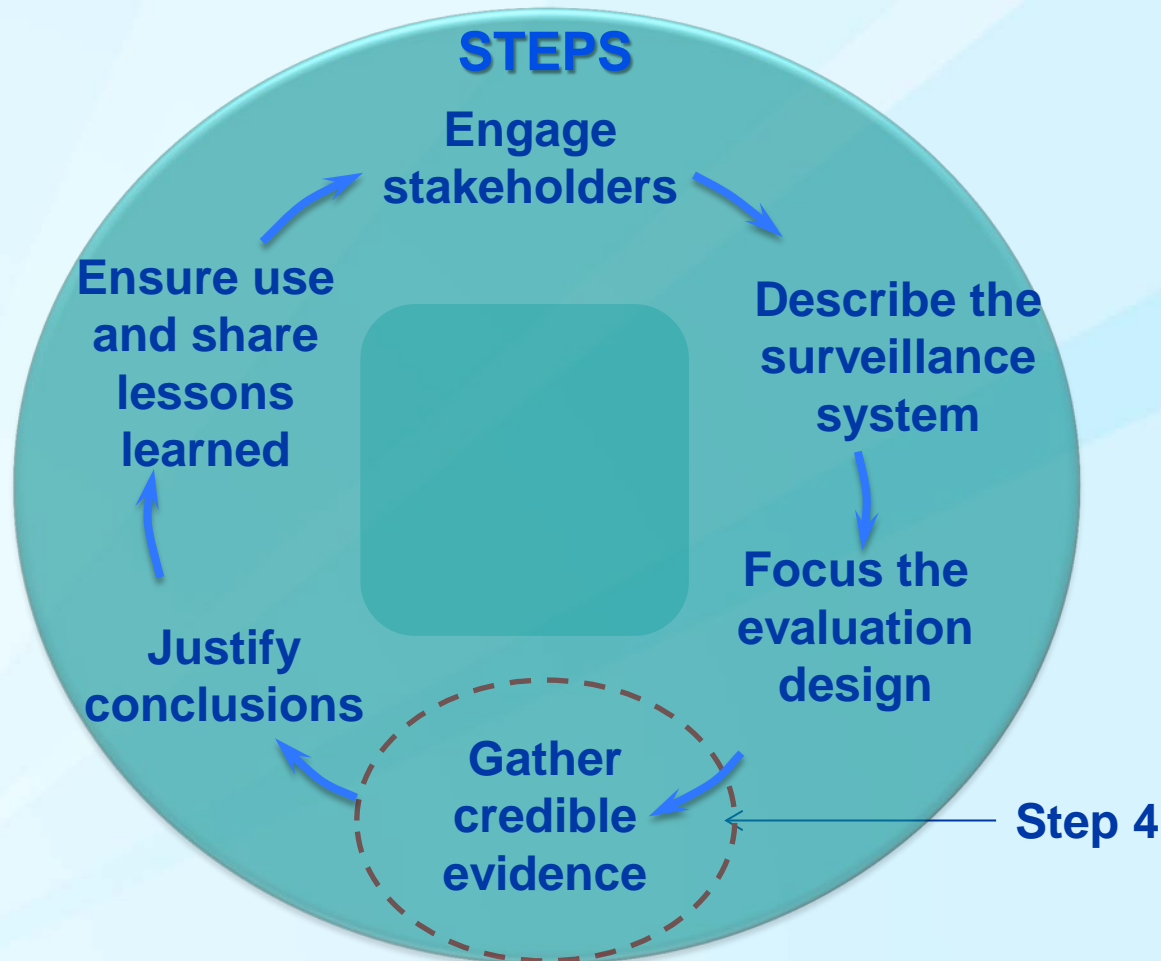 STEPS
Engage
stakeholders
Describe the
surveillance
system
Focus the
evaluation
design
Gather
credible
evidence
Step 4
Justify
conclusions
Ensure use
and share
lessons
learned